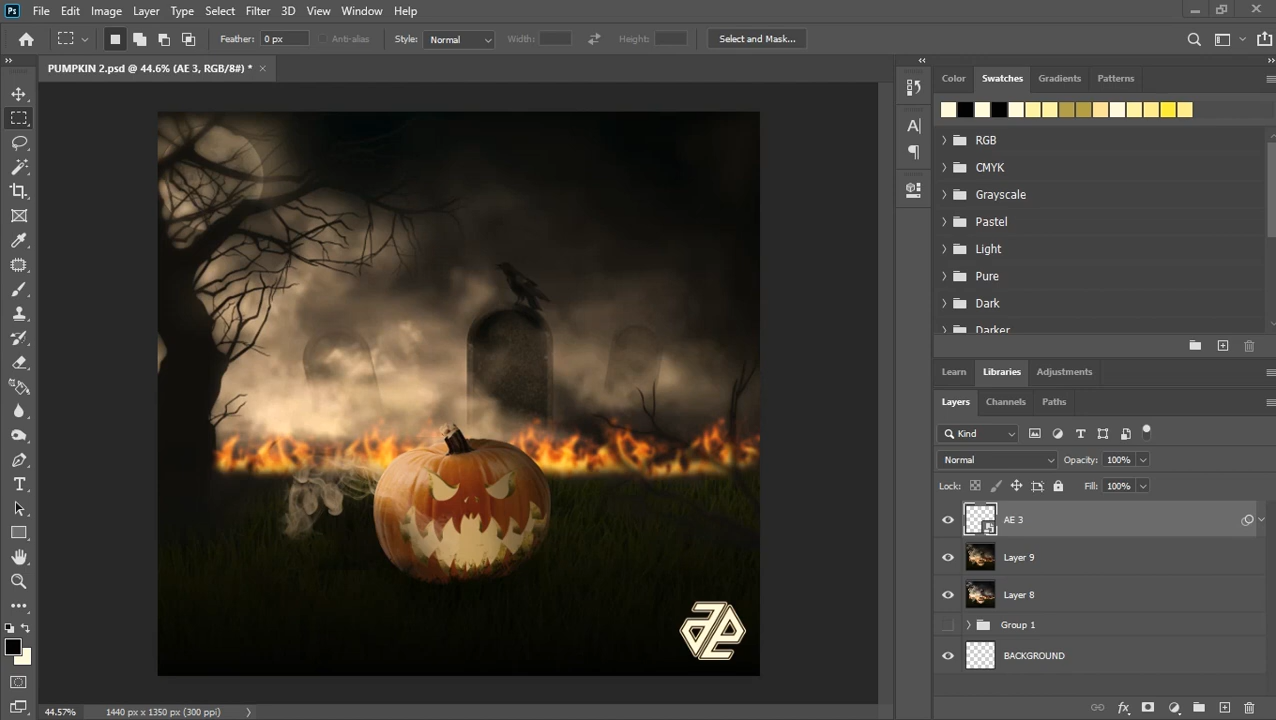 Ps File Edit Image Layer Type Select Filter 3D View Window Help
Feather: 0 px Anti-alias Style: Normal Width: Height: Select and Mask...
PUMPKIN 2.psd @ 44.6% (AE 3, RGB/8#) *
Color Swatches Gradients Patterns
RGB
CMYK
Grayscale
Pastel
Light
Pure
Dark
Darker
Learn Libraries Adjustments
Layers Channels Paths
Kind
Normal Opacity: 100%
Lock: Fill: 100%
AE 3
Layer 9
Layer 8
Group 1
BACKGROUND
44.57% 1440 px x 1350 px (300 ppi)